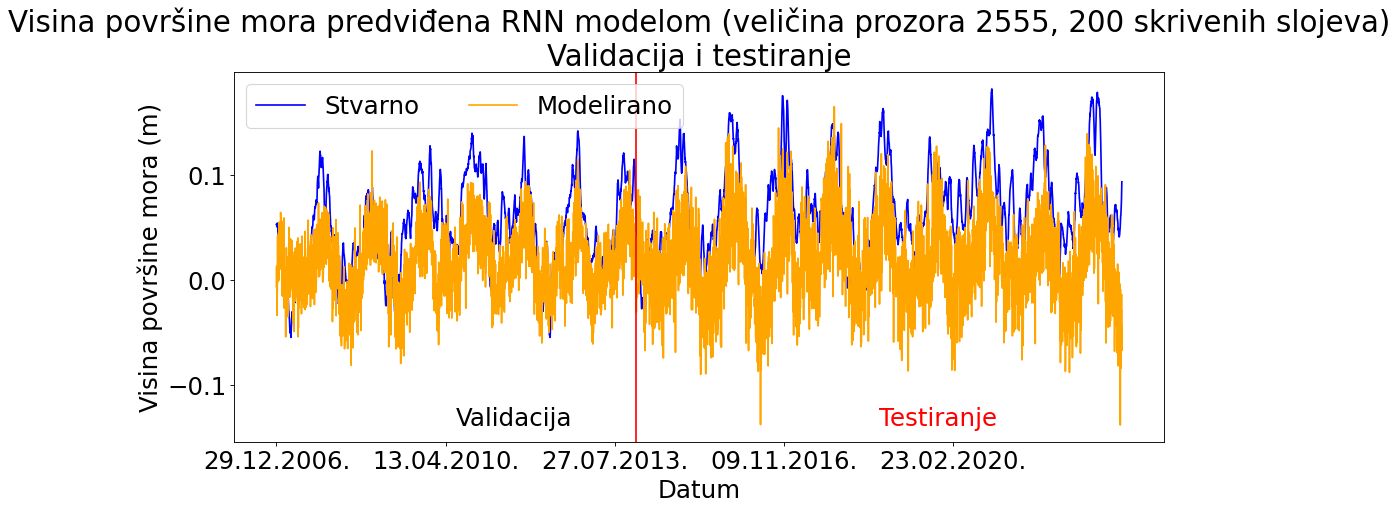 Visina površine mora predviđena RNN modelom (veličina prozora 2555, 200 skrivenih slojeva)
Validacija i testiranje
Stvarno Modelirano
Visina površine mora (m)
0.1
0.0
−0.1
Validacija Testiranje
29.12.2006. 13.04.2010. 27.07.2013. 09.11.2016. 23.02.2020.
Datum